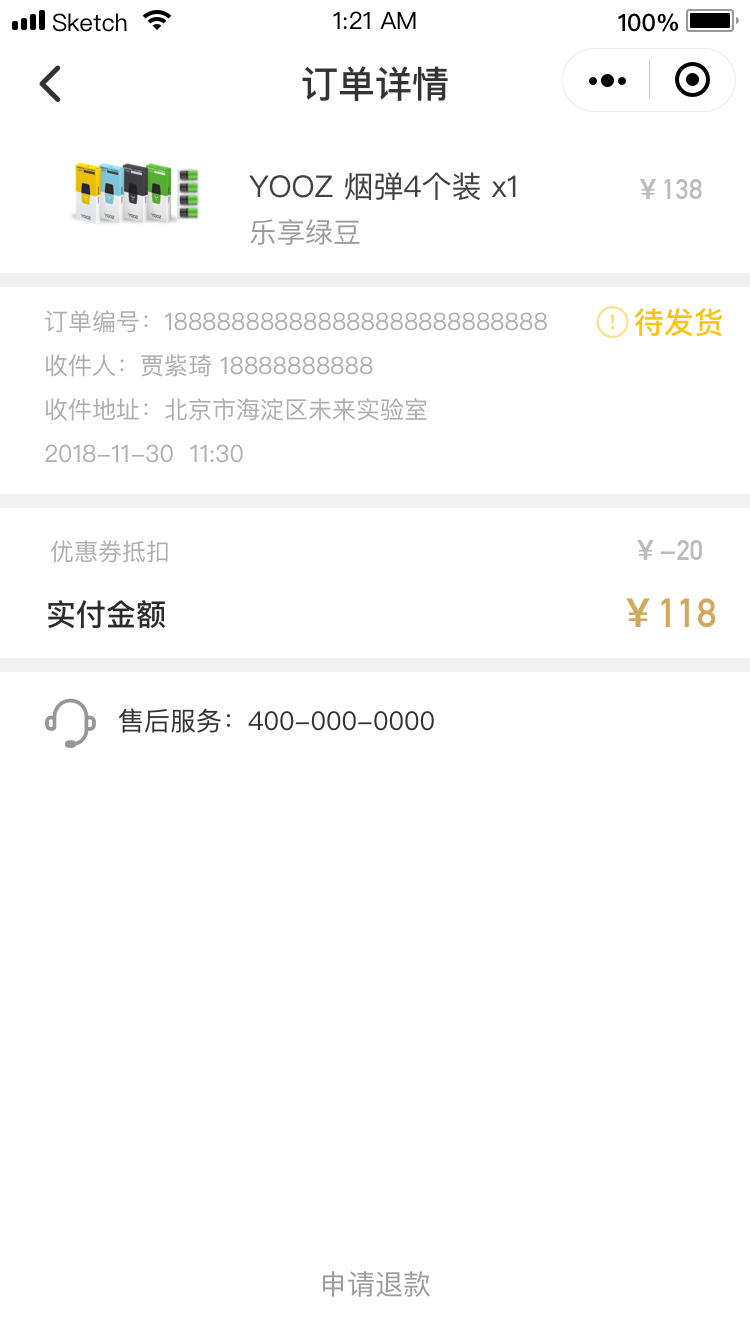 Sketch 1:21 AM 100%
订单详情
YOOZ 烟弹4个装 x1 ¥ 138
乐享绿豆
订单编号：18888888888888888888888888 待发货
收件人：贾紫琦 18888888888
收件地址：北京市海淀区未来实验室
2018-11-30 11:30
优惠券抵扣 ¥ -20
实付金额 ¥ 118
售后服务：400-000-0000
申请退款